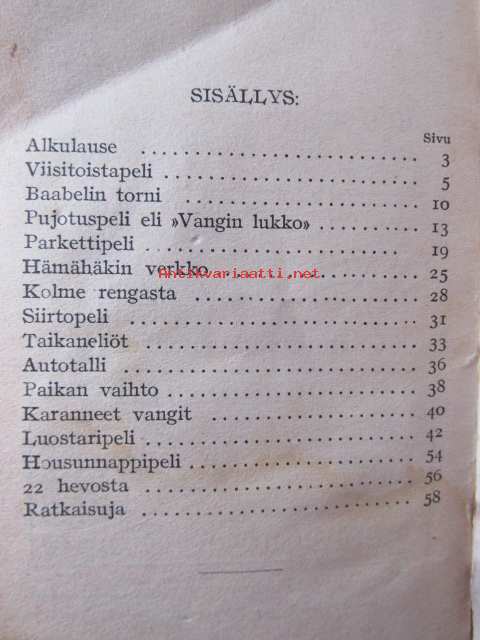 SISÄLLYS:
Sivu
Alkulause .............................. 3
Viisitoistapeli .............................. 5
Baabelin torni .............................. 10
Pujotuspeli eli »Vangin lukko» .............. 13
Parkettipeli .............................. 19
Hämähäkin verkko .............................. 25
Antikvariaatti.net
Kolme rengasta .............................. 28
Siirtopeli .............................. 31
Taikaneliöt .............................. 33
Autotalli .............................. 36
Paikan vaihto .............................. 38
Karanneet vangit .............................. 40
Luostaripeli .............................. 42
Housunnappipeli .............................. 54
22 hevosta .............................. 56
Ratkaisuja .............................. 58